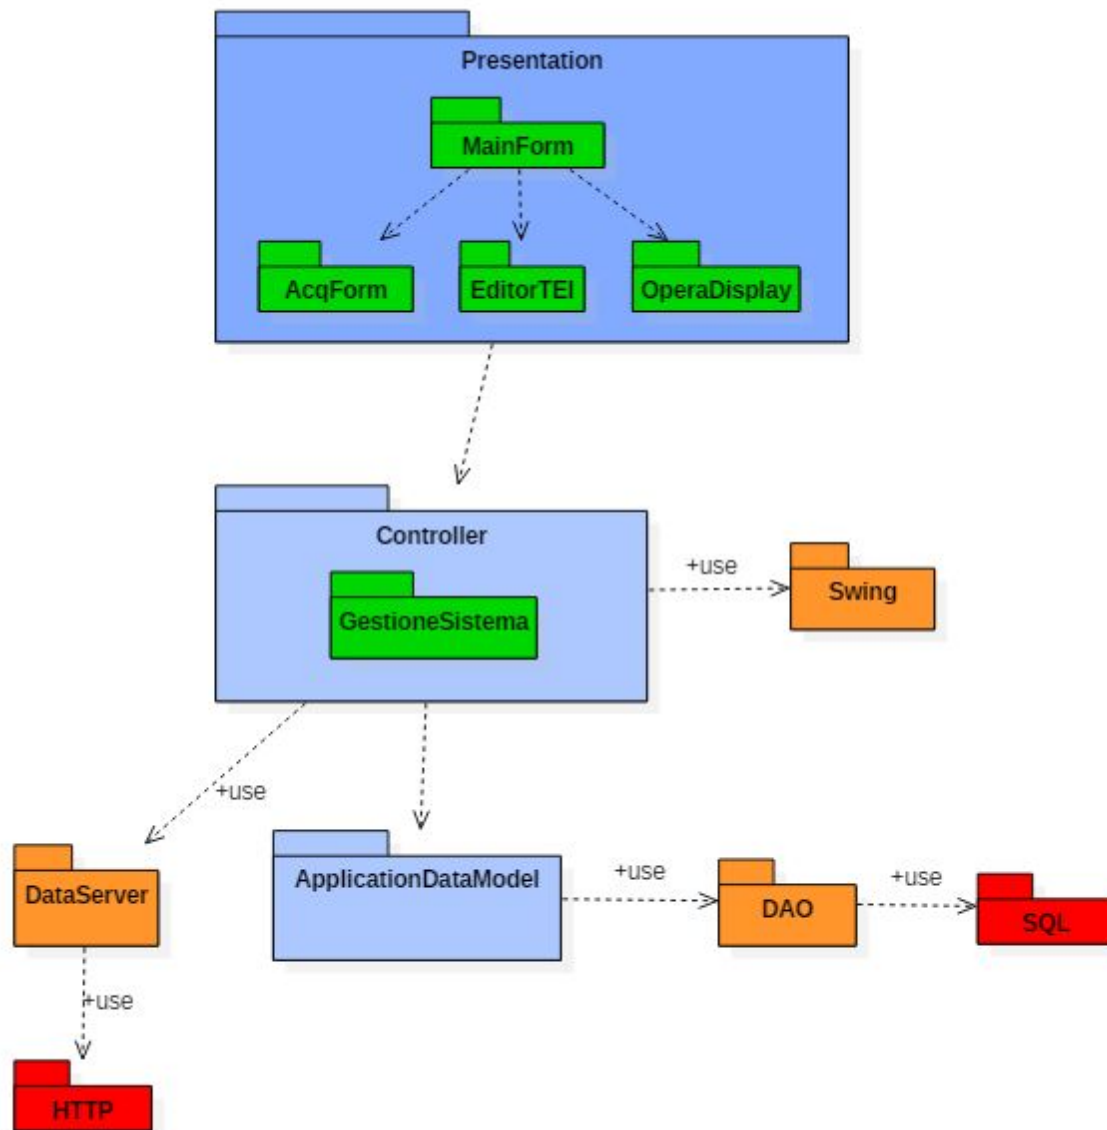 Presentation
MainForm
AcqForm
EditorTEI
OperaDisplay
Controller
GestioneSistema
+use
Swing
+use
DataServer
ApplicationDataModel
+use
DAO
+use
SQL
+use
HTTP